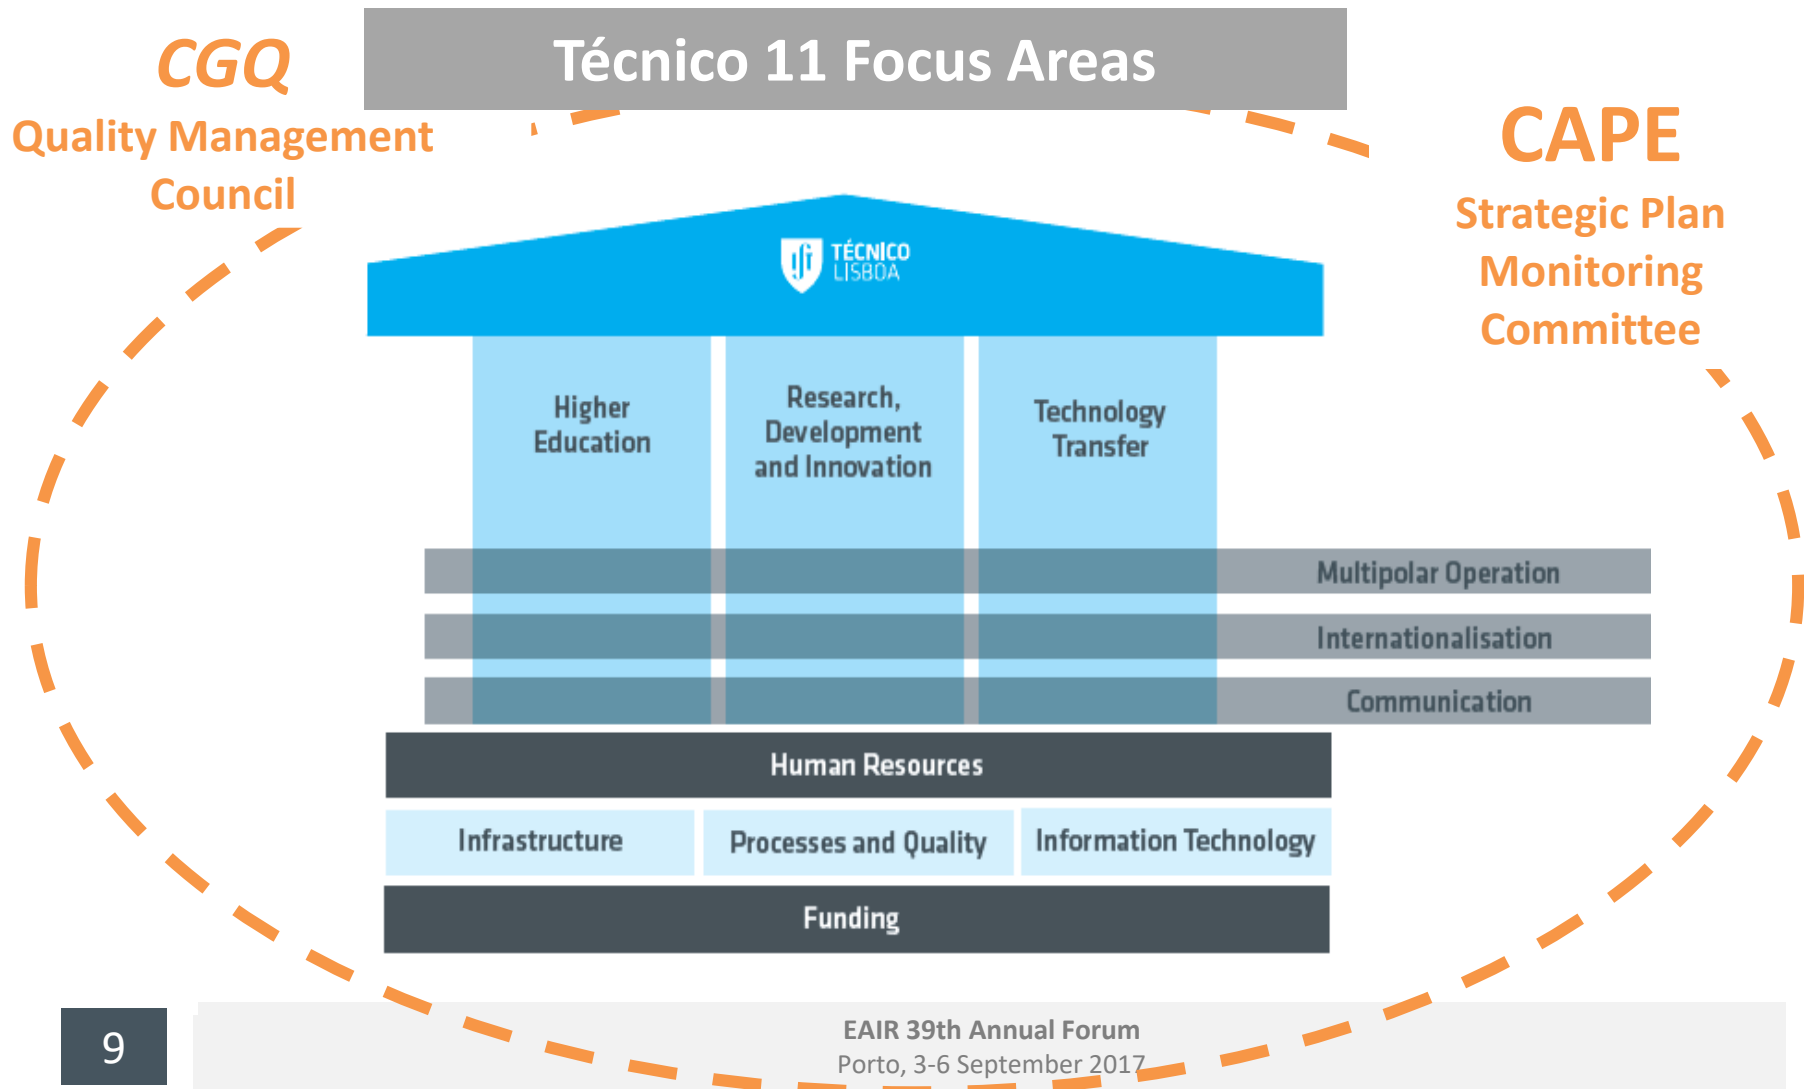 CGQ
Quality Management
Council
Técnico 11 Focus Areas
CAPE
Strategic Plan
Monitoring
Committee
TÉCNICO
LISBOA
Higher
Education
Research,
Development
and Innovation
Technology
Transfer
Multipolar Operation
Internationalisation
Communication
Human Resources
Infrastructure
Processes and Quality
Information Technology
Funding
9
EAIR 39th Annual Forum
Porto, 3-6 September 2017